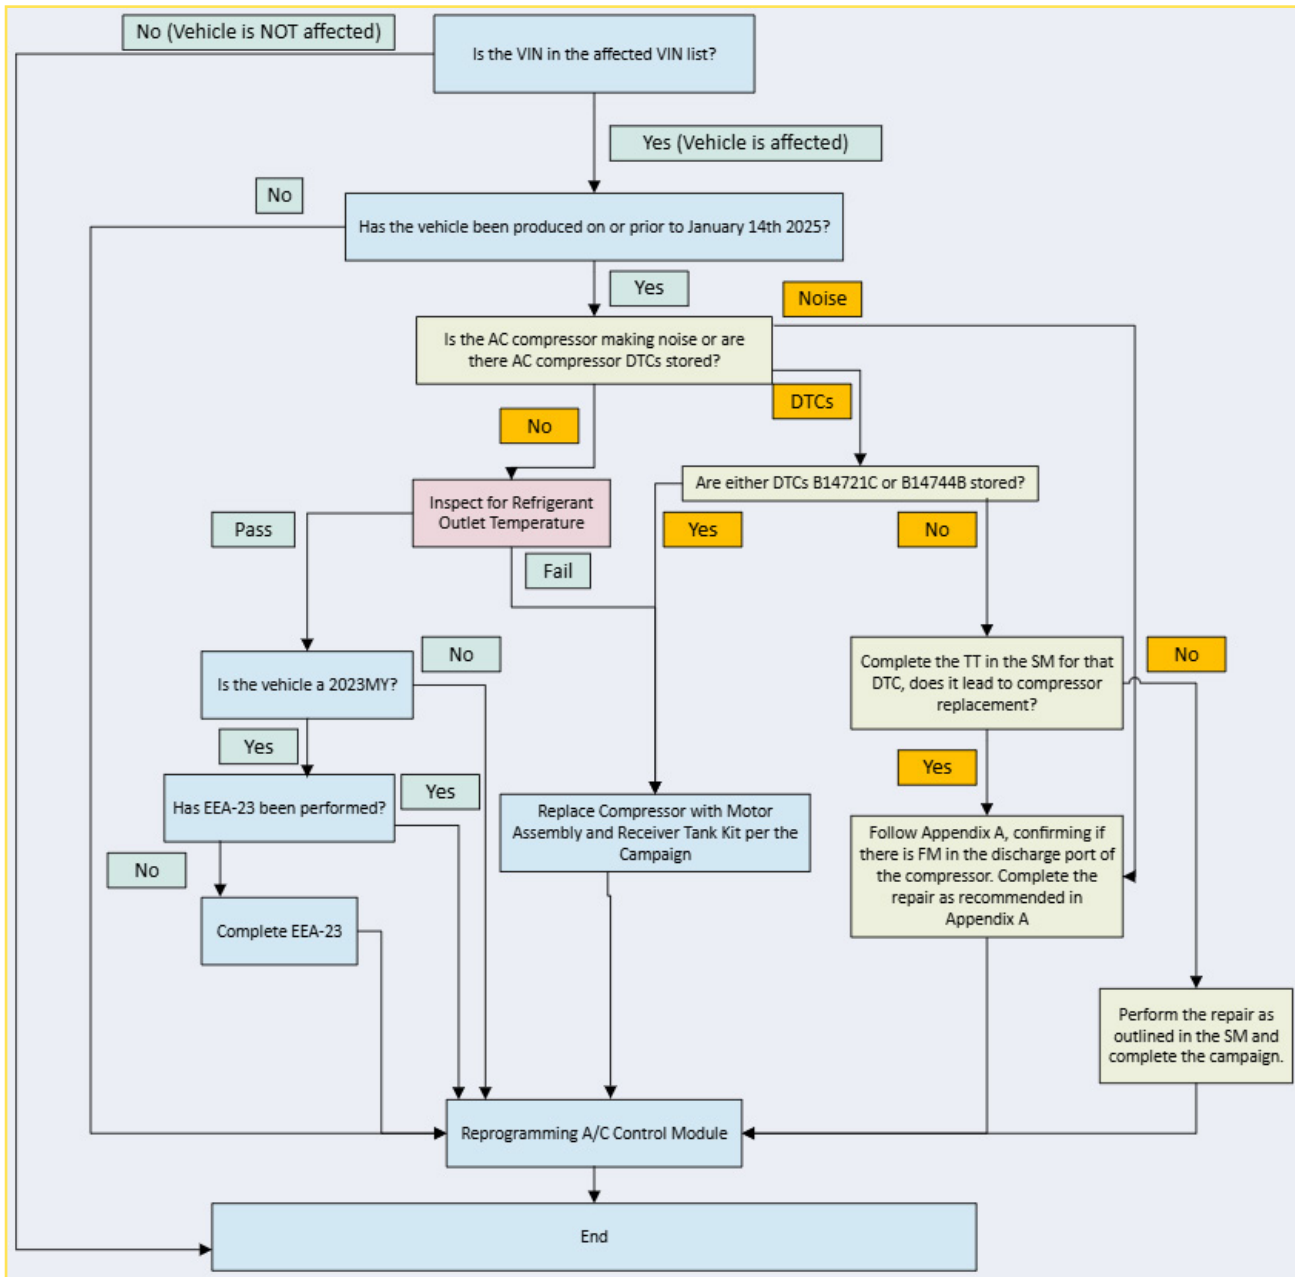 No (Vehicle is NOT affected)
Is the VIN in the affected VIN list?
Yes (Vehicle is affected)
No
Has the vehicle been produced on or prior to January 14th 2025?
Yes
Noise
Is the AC compressor making noise or are
there AC compressor DTCs stored?
DTCs
No
Are either DTCs B14721C or B14744B stored?
Inspect for Refrigerant
Outlet Temperature
Pass
Yes
No
Fail
No
No
Complete the TT in the SM for that
DTC, does it lead to compressor
replacement?
Is the vehicle a 2023MY?
Yes
Yes
Yes
Has EEA-23 been performed?
Replace Compressor with Motor
Assembly and Receiver Tank Kit per the
Campaign
Follow Appendix A, confirming if
there is FM in the discharge port of
the compressor. Complete the
repair as recommended in
Appendix A
No
Complete EEA-23
Perform the repair as
outlined in the SM and
complete the campaign.
Reprogramming A/C Control Module
End